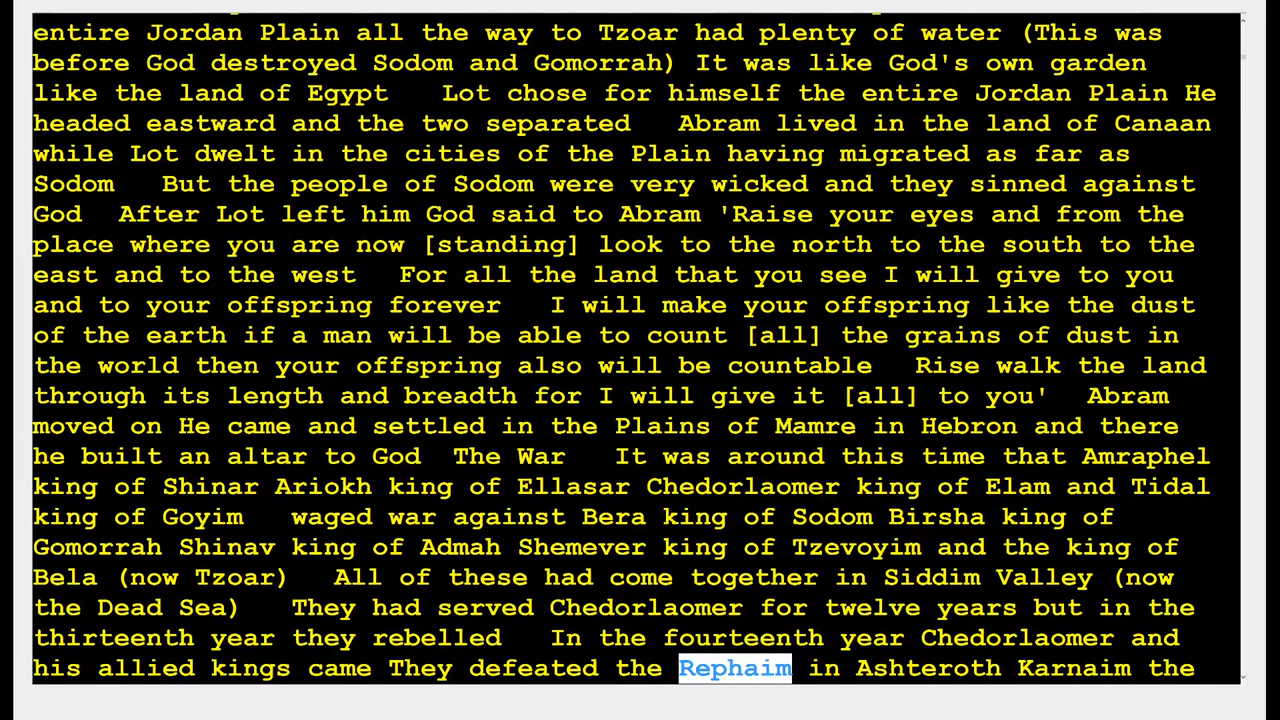 entire Jordan Plain all the way to Tzoar had plenty of water (This was
before God destroyed Sodom and Gomorrah) It was like God's own garden
like the land of Egypt Lot chose for himself the entire Jordan Plain He
headed eastward and the two separated Abram lived in the land of Canaan
while Lot dwelt in the cities of the Plain having migrated as far as
Sodom But the people of Sodom were very wicked and they sinned against
God After Lot left him God said to Abram 'Raise your eyes and from the
place where you are now [standing] look to the north to the south to the
east and to the west For all the land that you see I will give to you
and to your offspring forever I will make your offspring like the dust
of the earth if a man will be able to count [all] the grains of dust in
the world then your offspring also will be countable Rise walk the land
through its length and breadth for I will give it [all] to you' Abram
moved on He came and settled in the Plains of Mamre in Hebron and there
he built an altar to God The War It was around this time that Amraphel
king of Shinar Ariokh king of Ellasar Chedorlaomer king of Elam and Tidal
king of Goyim waged war against Bera king of Sodom Birsha king of
Gomorrah Shinav king of Admah Shemever king of Tzevoyim and the king of
Bela (now Tzoar) All of these had come together in Siddim Valley (now
the Dead Sea) They had served Chedorlaomer for twelve years but in the
thirteenth year they rebelled In the fourteenth year Chedorlaomer and
his allied kings came They defeated the Rephaim in Ashteroth Karnaim the